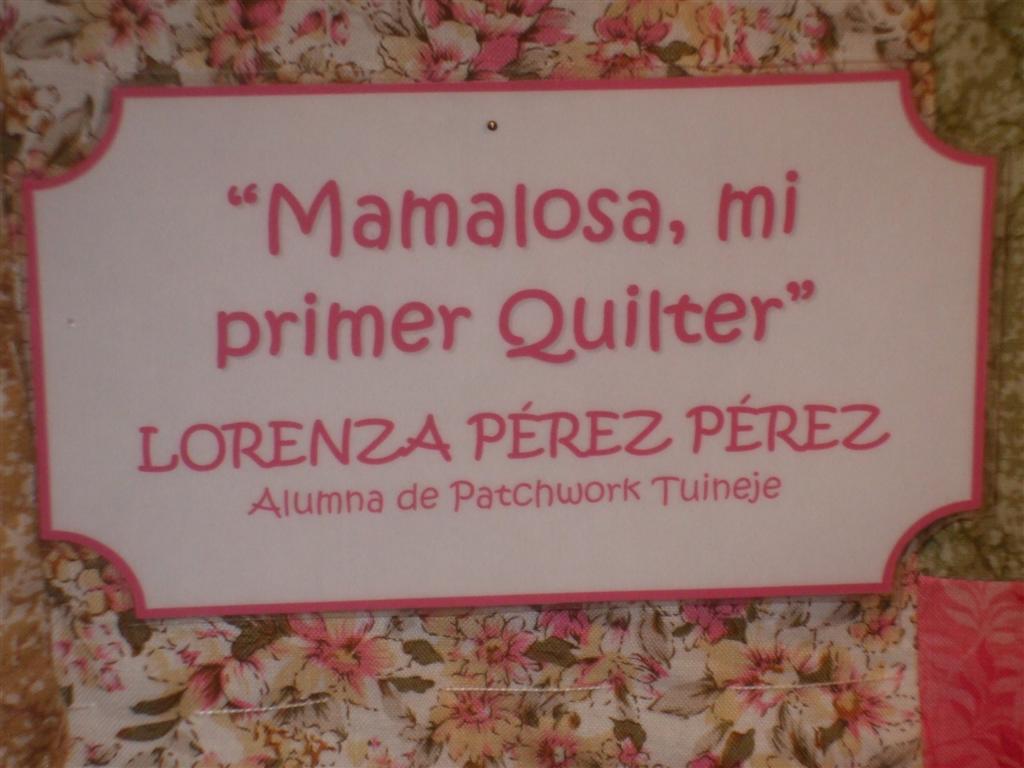 “Mamalosa, mi
primer Quilter”
LORENZA PÉREZ PÉREZ
Alumna de Patchwork Tuineje